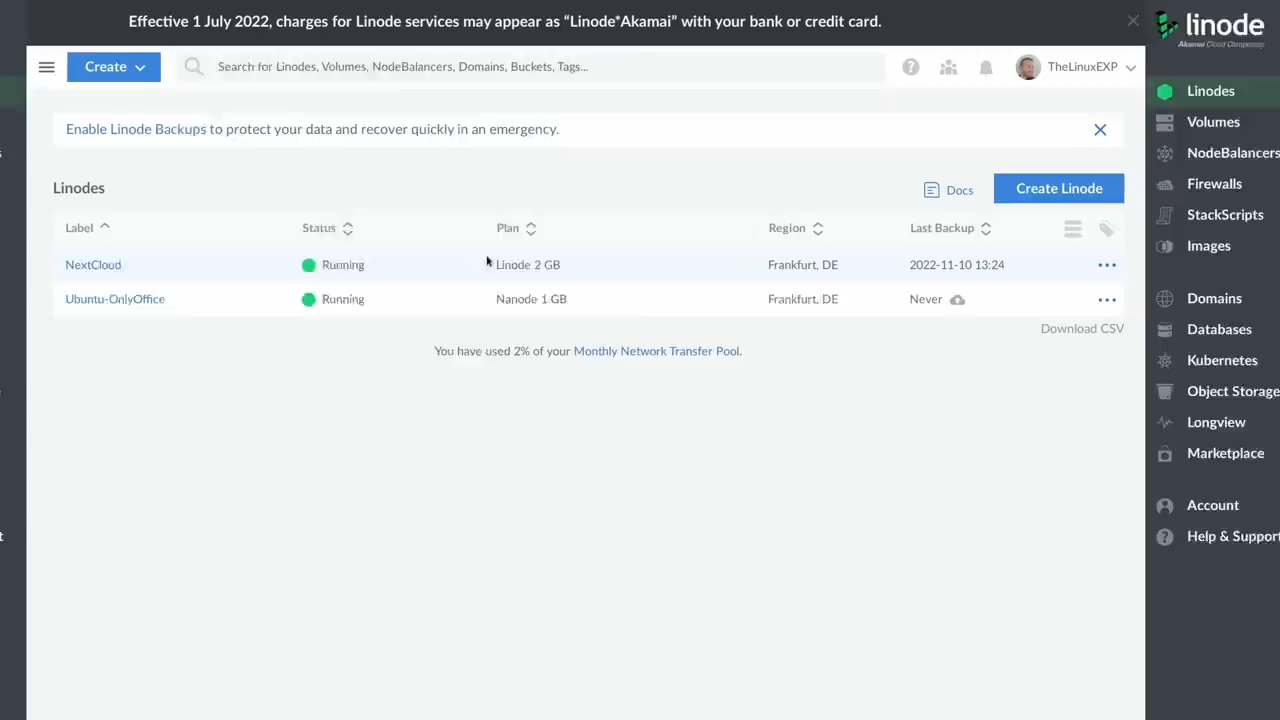 Effective 1 July 2022, charges for Linode services may appear as “Linode*Akamai” with your bank or credit card.
linode
Akamai Cloud Computing
Create
Search for Linodes, Volumes, NodeBalancers, Domains, Buckets, Tags...
TheLinuxEXP
Enable Linode Backups to protect your data and recover quickly in an emergency.
Linodes
Docs
Create Linode
Label
Status
Plan
Region
Last Backup
NextCloud
Running
Linode 2 GB
Frankfurt, DE
2022-11-10 13:24
Ubuntu-OnlyOffice
Running
Nanode 1 GB
Frankfurt, DE
Never
Download CSV
You have used 2% of your Monthly Network Transfer Pool.
Linodes
Volumes
NodeBalancers
Firewalls
StackScripts
Images
Domains
Databases
Kubernetes
Object Storage
Longview
Marketplace
Account
Help & Support